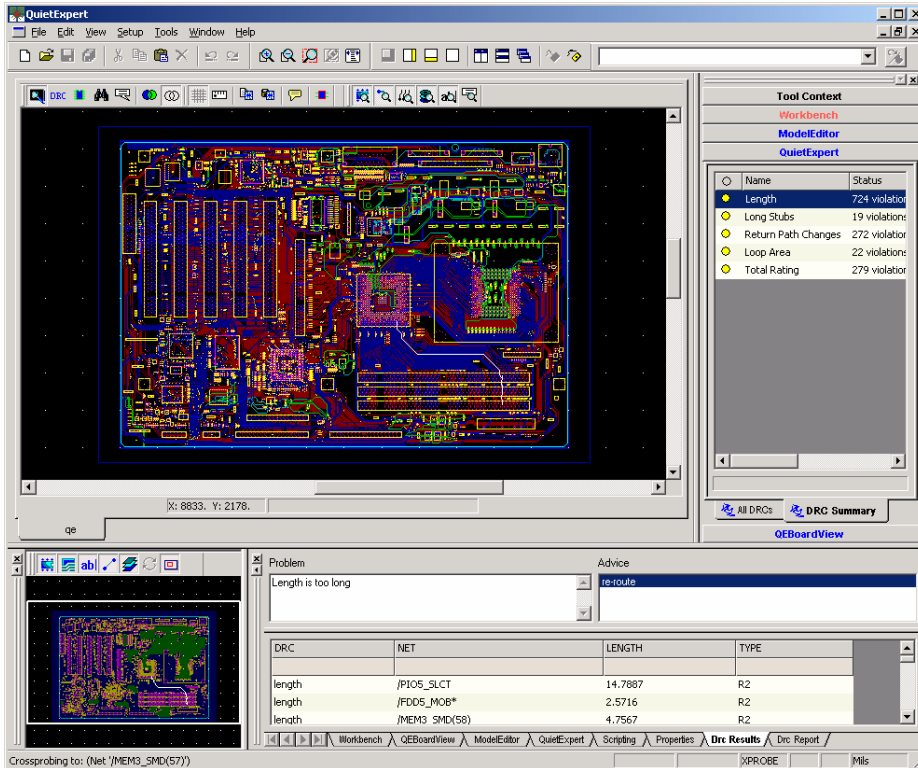 QuietExpert
File Edit View Setup Tools Window Help
DRC
Tool Context
Workbench
ModelEditor
QuietExpert
Name Status
Length 724 violation
Long Stubs 19 violations
Return Path Changes 272 violation
Loop Area 22 violations
Total Rating 279 violation
X: 8833. Y: 2178.
qe
All DRCs DRC Summary
QEBoardView
Problem Advice
Length is too long re-route
DRC NET LENGTH TYPE
length /PIO5_SLCT 14.7887 R2
length /FDD5_MOB* 2.5716 R2
length /MEM3_SMD(58) 4.7567 R2
Workbench QEBoardView ModelEditor QuietExpert Scripting Properties Drc Results Drc Report
Crossprobing to: (Net '/MEM3_SMD(57)') XPROBE Mils